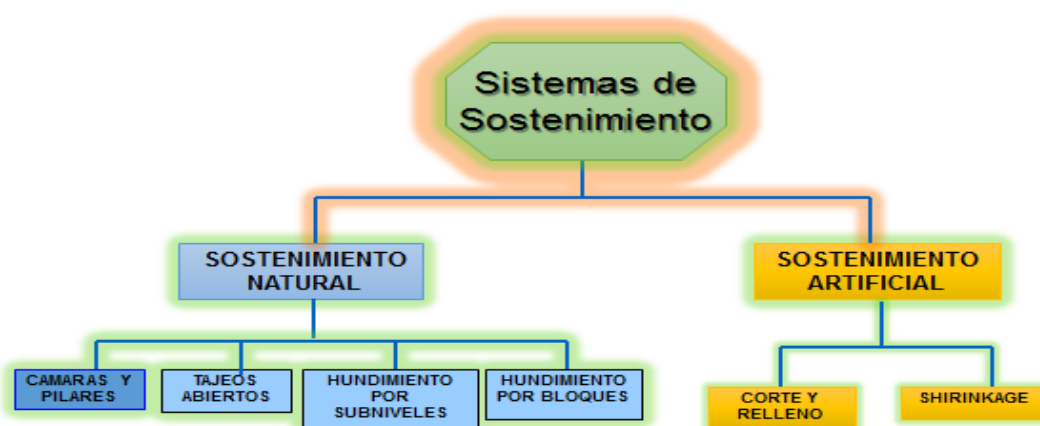 Sistemas de
Sostenimiento
SOSTENIMIENTO
NATURAL
SOSTENIMIENTO
ARTIFICIAL
CAMARAS Y
PILARES
TAJEOS
ABIERTOS
HUNDIMIENTO
POR
SUBNIVELES
HUNDIMIENTO
POR BLOQUES
CORTE Y
RELLENO
SHIRINKAGE